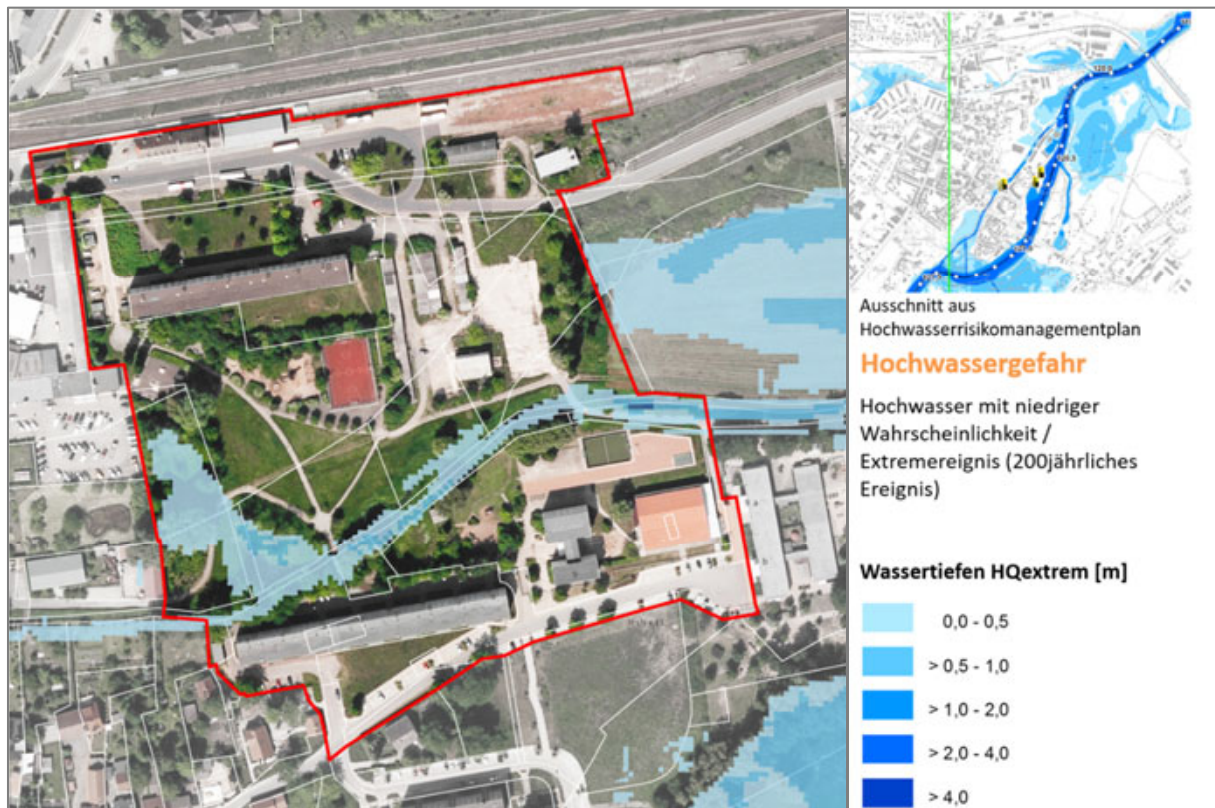 Ausschnitt aus
Hochwasserrisikomanagementplan
Hochwassergefahr
Hochwasser mit niedriger
Wahrscheinlichkeit /
Extremereignis (200jährliches
Ereignis)
Wassertiefen HQextrem [m]
0,0 - 0,5
> 0,5 - 1,0
> 1,0 - 2,0
> 2,0 - 4,0
> 4,0